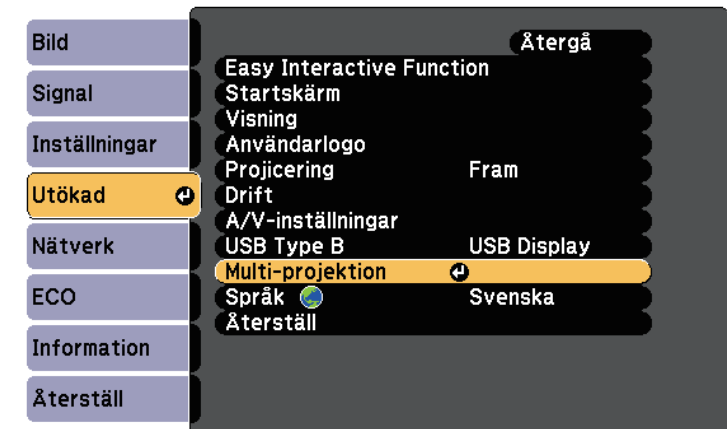 Bild
Signal
Inställningar
Utökad
Nätverk
ECO
Information
Återställ
Återgå
Easy Interactive Function
Startskärm
Visning
Användarlogo
Projicering Fram
Drift
A/V-inställningar
USB Type B USB Display
Multi-projektion
Språk Svenska
Återställ